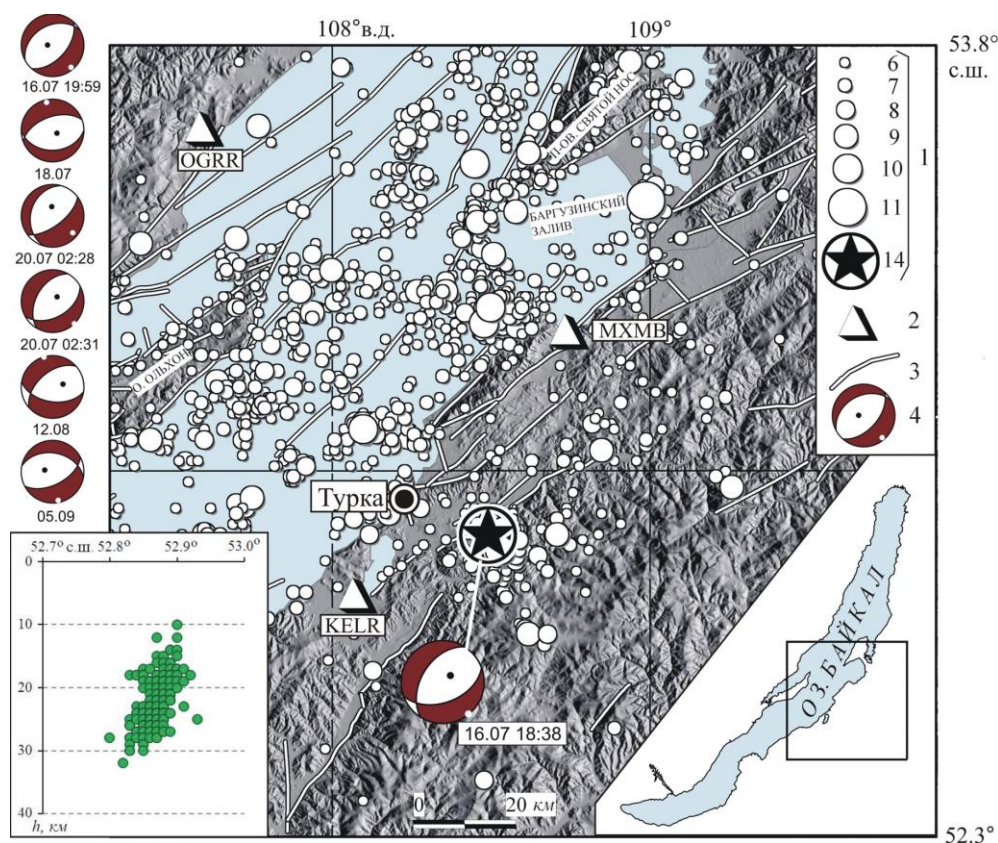 108° в.д.
109°
53.8°
с.ш.
16.07 19:59
18.07
20.07 02:28
20.07 02:31
12.08
05.09
OGRR
П-ОВ. СВЯТОЙ НОС
БАРГУЗИНСКИЙ
ЗАЛИВ
MXMB
О. ОЛЬХОН
Турка
KELR
16.07 18:38
0 20 км
6
7
8
9
10
11
14
1
2
3
4
52.7° с.ш. 52.8° 52.9° 53.0°
0
10
20
30
40
h, км
ОЗ. БАЙКАЛ
52.3°